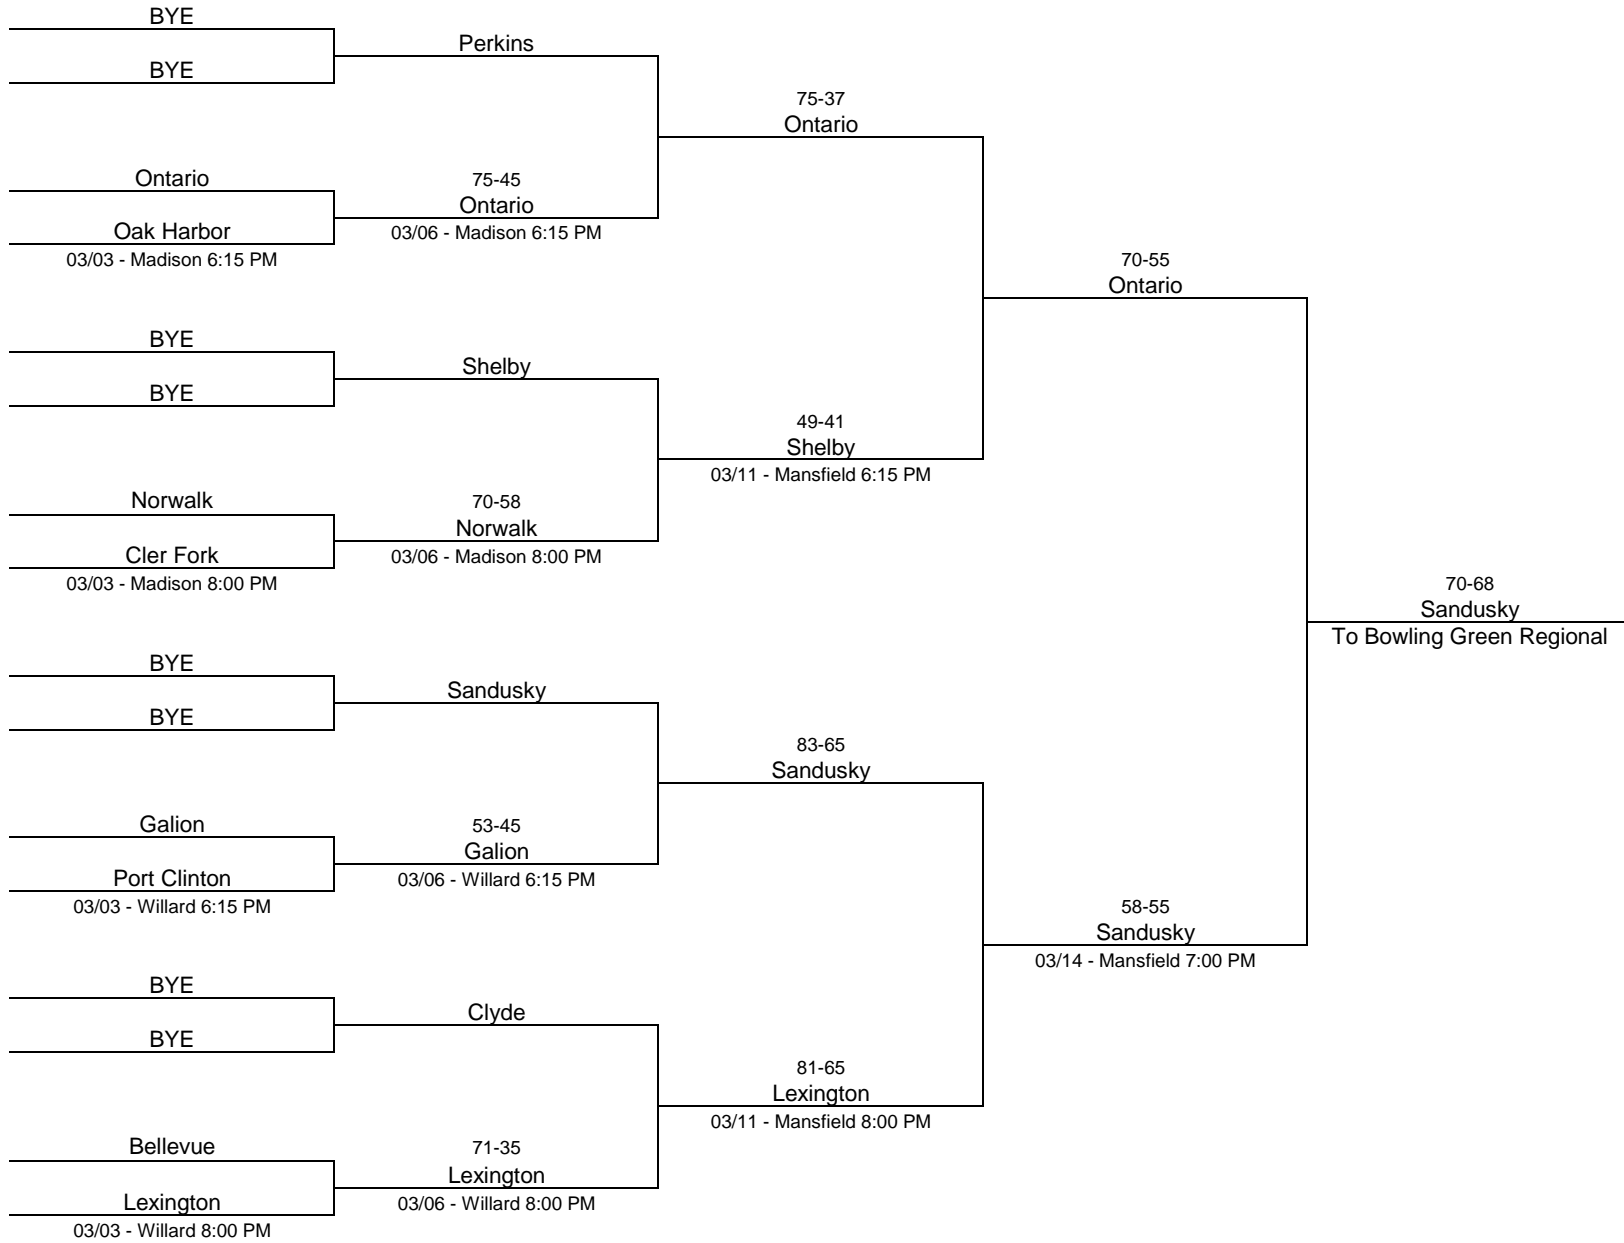 BYE
BYE
Ontario
Oak Harbor
03/03 - Madison 6:15 PM
BYE
BYE
Norwalk
Cler Fork
03/03 - Madison 8:00 PM
BYE
BYE
Galion
Port Clinton
03/03 - Willard 6:15 PM
BYE
BYE
Bellevue
Lexington
03/03 - Willard 8:00 PM
Perkins
75-45
Ontario
03/06 - Madison 6:15 PM
Shelby
70-58
Norwalk
03/06 - Madison 8:00 PM
Sandusky
53-45
Galion
03/06 - Willard 6:15 PM
Clyde
71-35
Lexington
03/06 - Willard 8:00 PM
75-37
Ontario
49-41
Shelby
03/11 - Mansfield 6:15 PM
83-65
Sandusky
81-65
Lexington
03/11 - Mansfield 8:00 PM
70-55
Ontario
58-55
Sandusky
03/14 - Mansfield 7:00 PM
70-68
Sandusky
To Bowling Green Regional